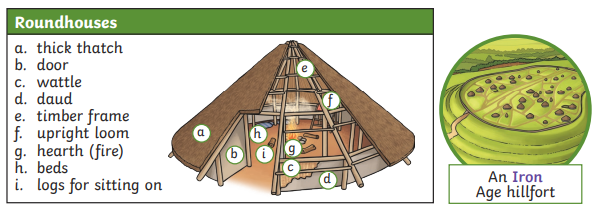 Roundhouses
a. thick thatch
b. door
c. wattle
d. daud
e. timber frame
f. upright loom
g. hearth (fire)
h. beds
i. logs for sitting on
e
f
a
h
b
i
g
c
d
An Iron
Age hillfort